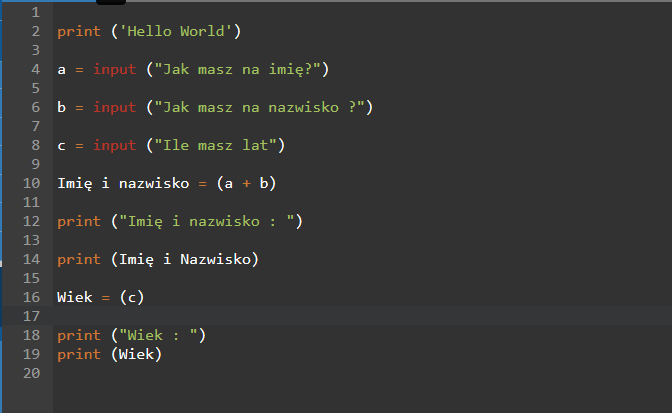 1
2 print ('Hello World')
3
4 a = input ("Jak masz na imię?")
5
6 b = input ("Jak masz na nazwisko ?")
7
8 c = input ("Ile masz lat")
9
10 Imię i nazwisko = (a + b)
11
12 print ("Imię i nazwisko : ")
13
14 print (Imię i Nazwisko)
15
16 Wiek = (c)
17
18 print ("Wiek : ")
19 print (Wiek)
20